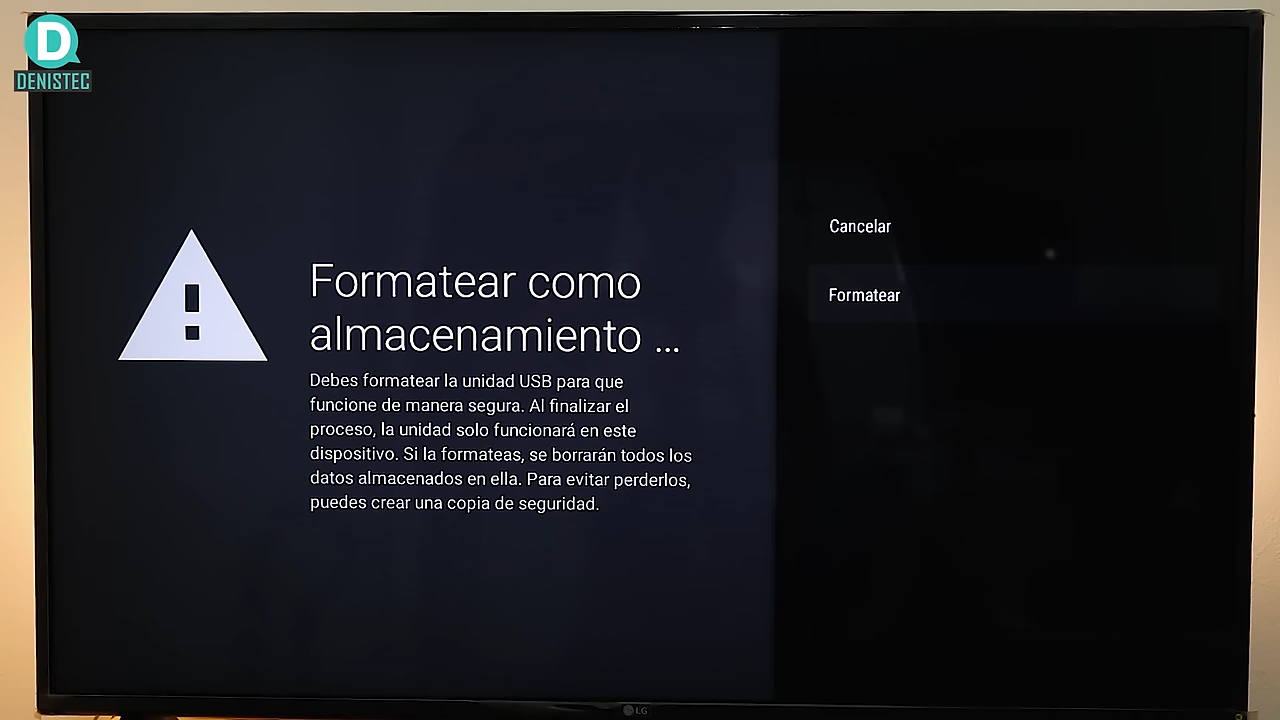 D
DENISTEC
Formatear como
almacenamiento ...
Debes formatear la unidad USB para que
funcione de manera segura. Al finalizar el
proceso, la unidad solo funcionará en este
dispositivo. Si la formateas, se borrarán todos los
datos almacenados en ella. Para evitar perderlos,
puedes crear una copia de seguridad.
Cancelar
Formatear
LG